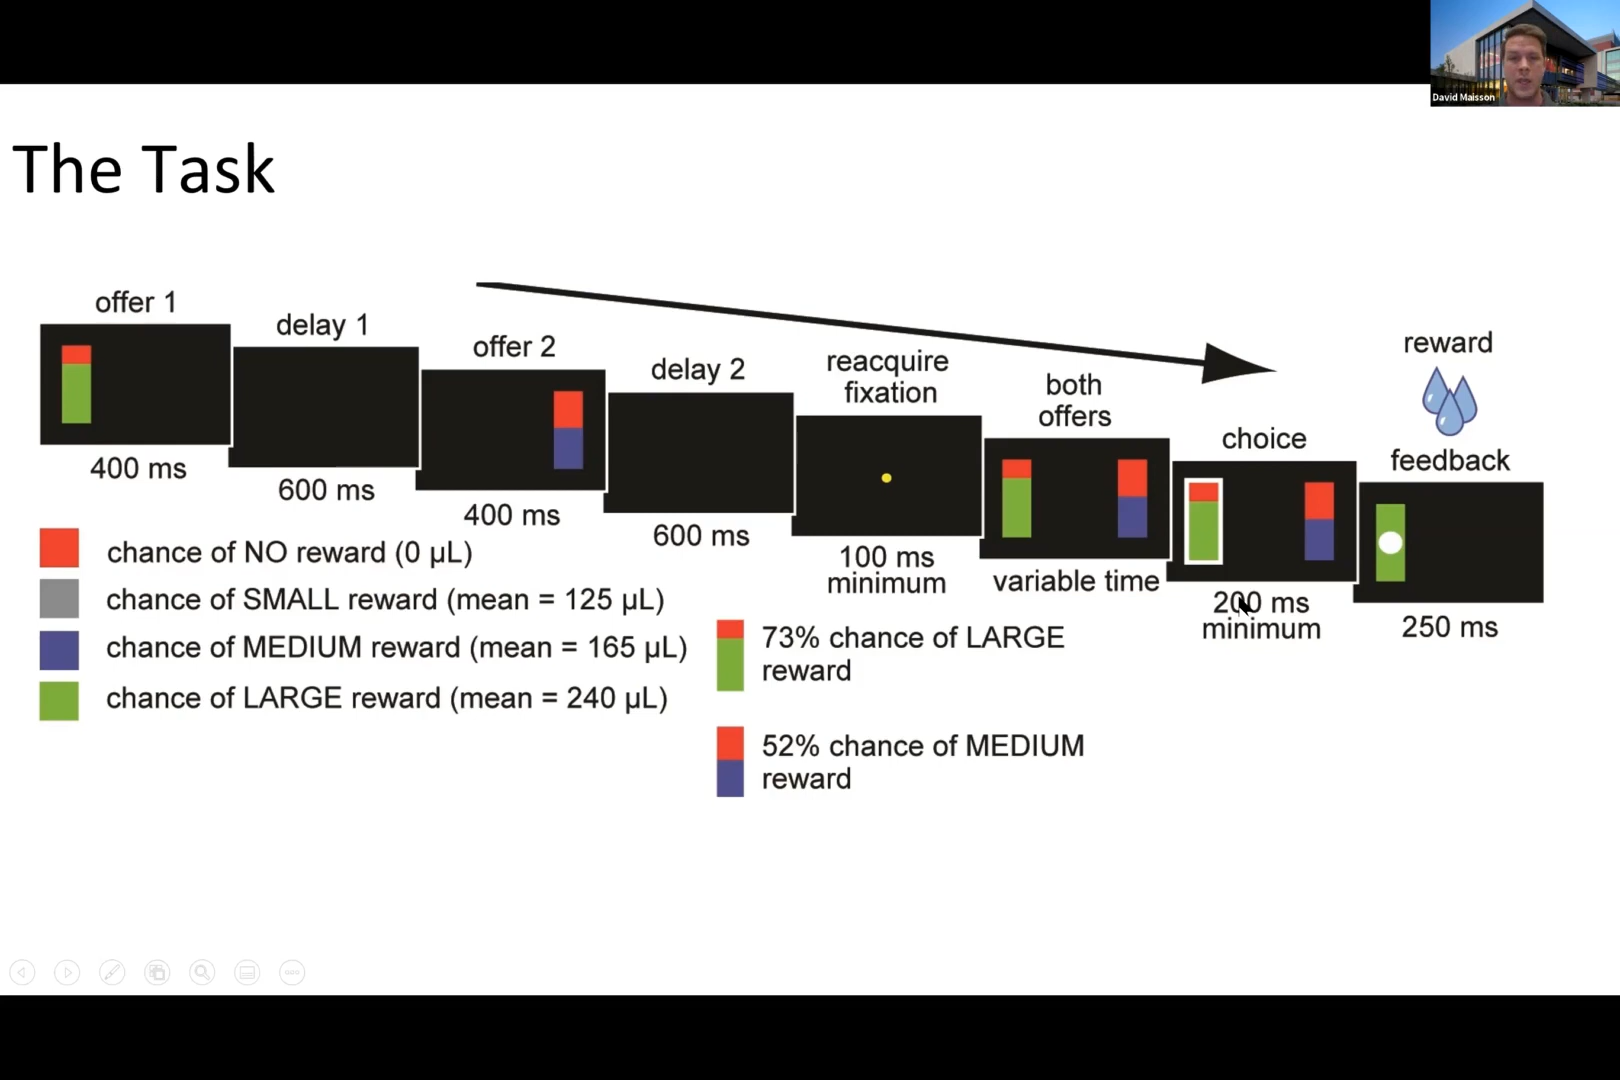 David Maisson
The Task
offer 1
delay 1
offer 2
delay 2
reacquire
fixation
both
offers
choice
reward
feedback
400 ms
600 ms
400 ms
600 ms
100 ms
minimum
variable time
200 ms
minimum
250 ms
chance of NO reward (0 µL)
chance of SMALL reward (mean = 125 µL)
chance of MEDIUM reward (mean = 165 µL)
chance of LARGE reward (mean = 240 µL)
73% chance of LARGE
reward
52% chance of MEDIUM
reward